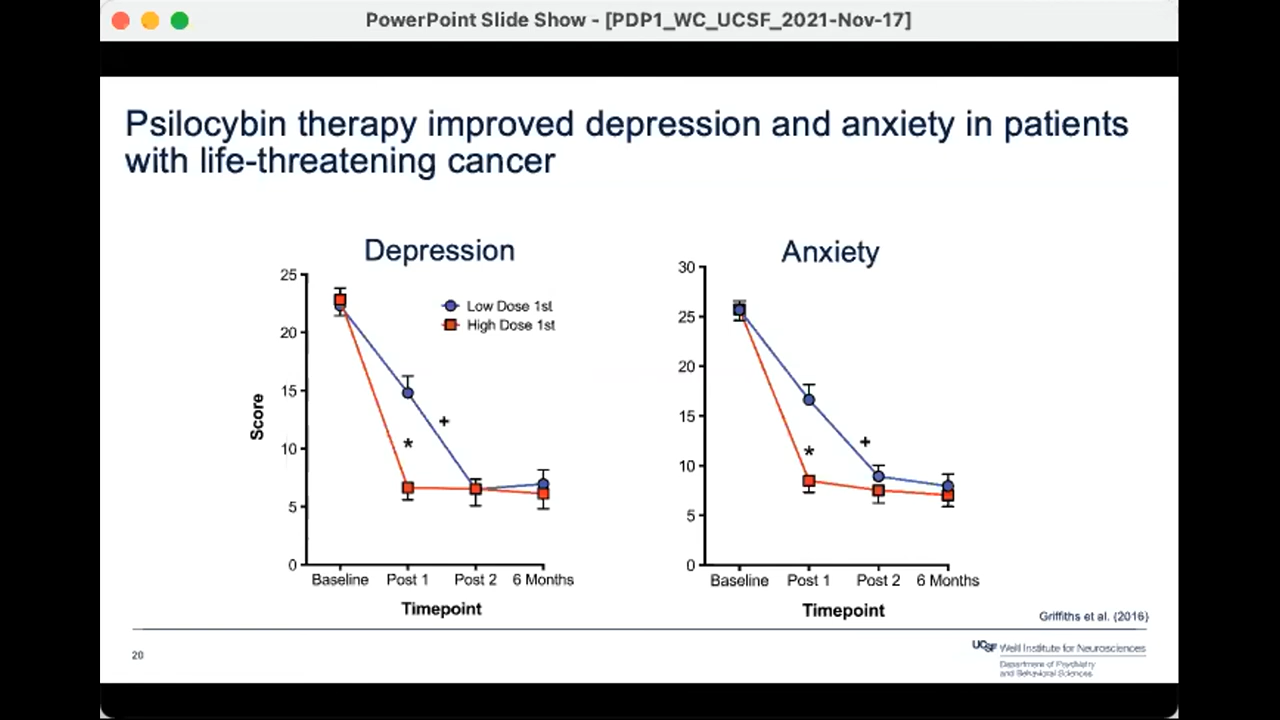 PowerPoint Slide Show - [PDP1_WC_UCSF_2021-Nov-17]
Psilocybin therapy improved depression and anxiety in patients
with life-threatening cancer
Depression
25
20
15
10
5
0
Score
Low Dose 1st
High Dose 1st
+
*
Baseline Post 1 Post 2 6 Months
Timepoint
Anxiety
30
25
20
15
10
5
0
*
+
Baseline Post 1 Post 2 6 Months
Timepoint
Griffiths et al. (2016)
20
UCSF Weill Institute for Neurosciences
Department of Psychiatry
and Behavioral Sciences